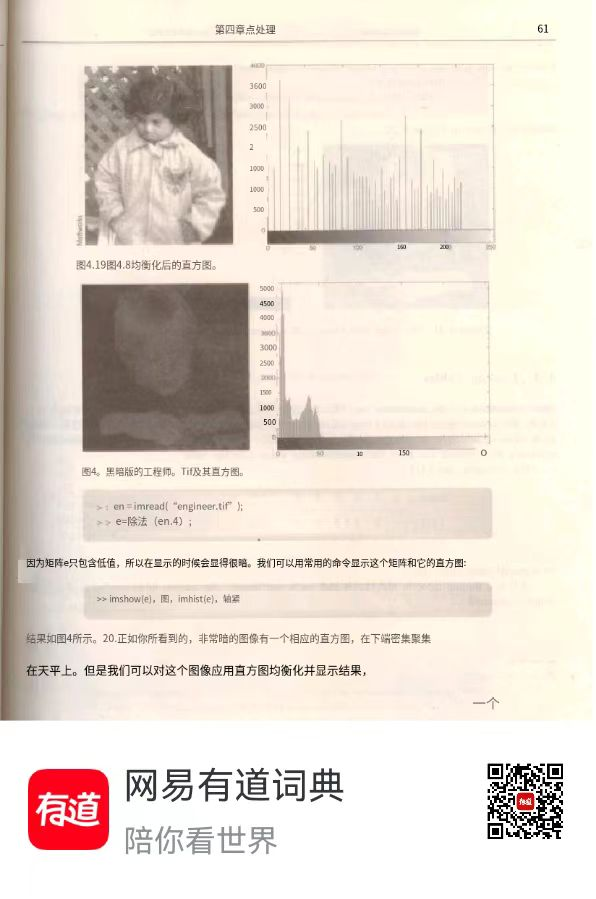 第四章点处理 61
4000
3600
3000
2500
2
1000
1000
500
0
0 50 100 160 200 250
Mathworks
图4.19图4.8均衡化后的直方图。
5000
4500
4000
3600
3000
2500
2000
1500
1000
500
0
0 50 10 150 O
图4。黑暗版的工程师。Tif及其直方图。
>：en＝imread(“engineer.tif”);
>> e=除法（en.4）;
因为矩阵e只包含低值，所以在显示的时候会显得很暗。我们可以用常用的命令显示这个矩阵和它的直方图:
>> imshow(e)，图，imhist(e)，轴紧
结果如图4所示。20.正如你所看到的，非常暗的图像有一个相应的直方图，在下端密集聚集
在天平上。但是我们可以对这个图像应用直方图均衡化并显示结果，
一个
有道
网易有道词典
陪你看世界
有道